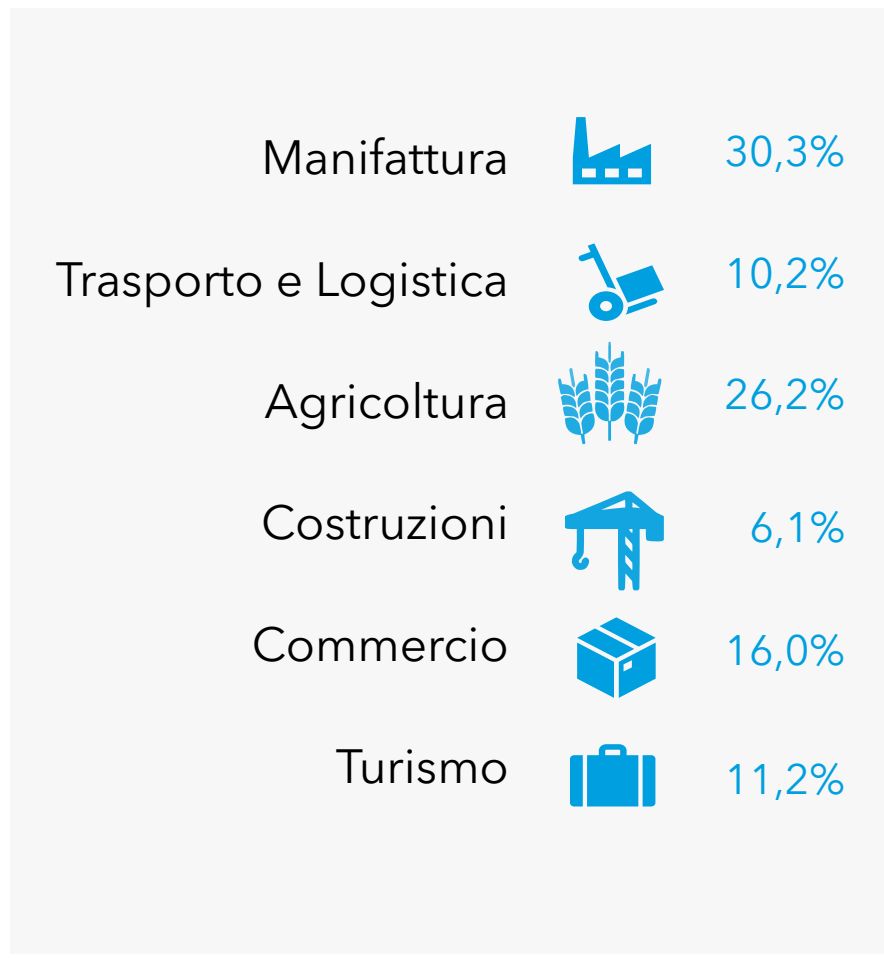 Manifattura 30,3%
Trasporto e Logistica 10,2%
Agricoltura 26,2%
Costruzioni 6,1%
Commercio 16,0%
Turismo 11,2%